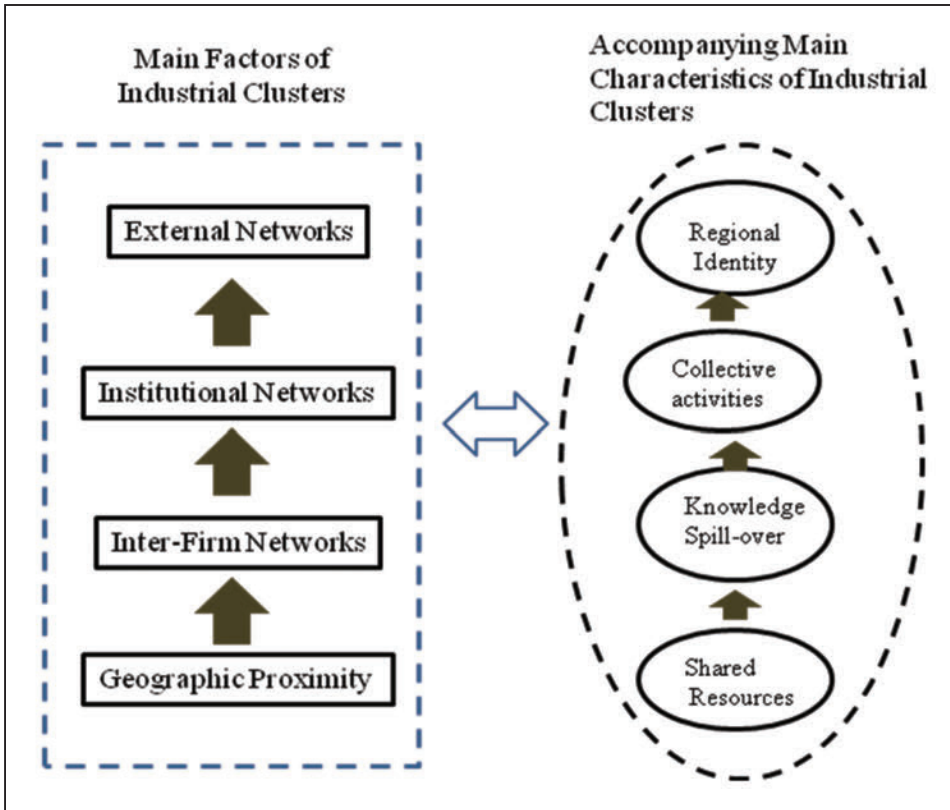 Main Factors of
Industrial Clusters
External Networks
Institutional Networks
Inter-Firm Networks
Geographic Proximity
Accompanying Main
Characteristics of Industrial
Clusters
Regional
Identity
Collective
activities
Knowledge
Spill-over
Shared
Resources